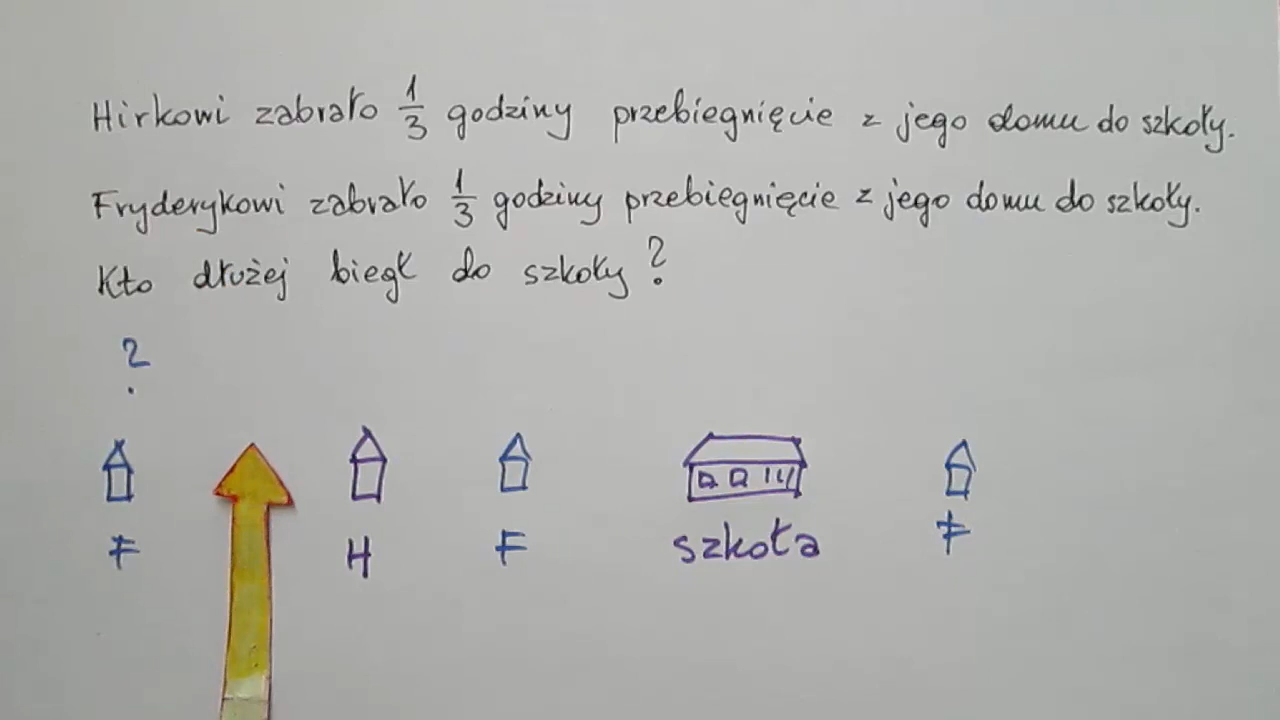 Hirkowi zabrało 1/3 godziny przebiegnięcie z jego domu do szkoły.
Fryderykowi zabrało 1/3 godziny przebiegnięcie z jego domu do szkoły.
Kto dłużej biegł do szkoły?
?
F H F szkoła F